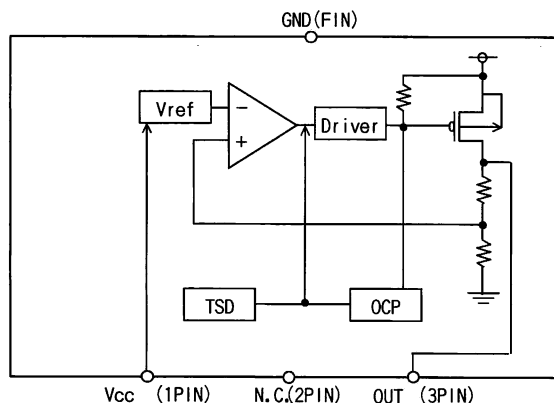 GND(FIN)
Vref
−
+
Driver
TSD
OCP
Vcc (1PIN)
N.C.(2PIN)
OUT (3PIN)